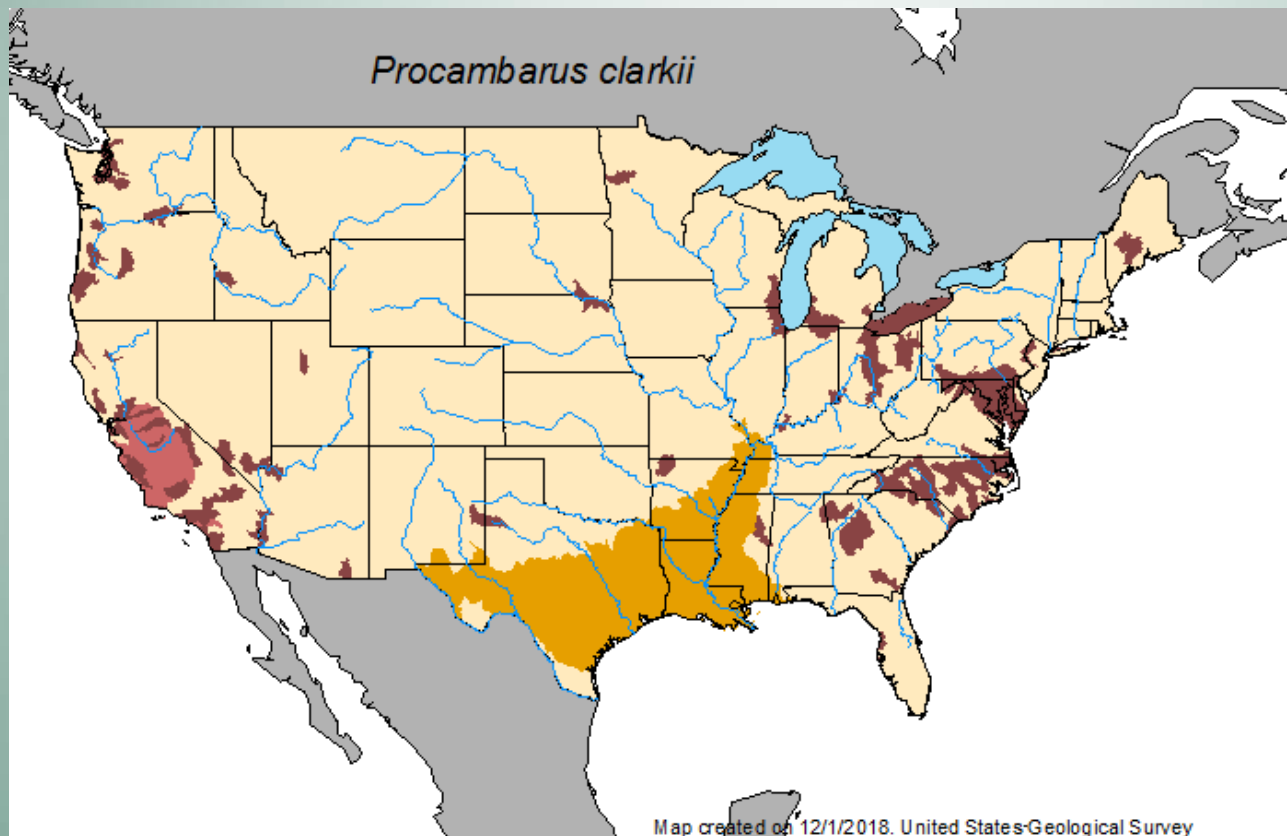 Procambarus clarkii
Map created on 12/1/2018. United States-Geological Survey